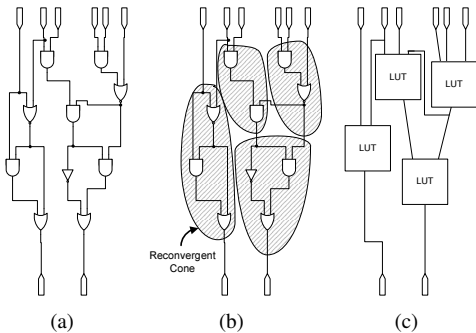 LUT
LUT
LUT
LUT
Reconvergent
Cone
(a)
(b)
(c)